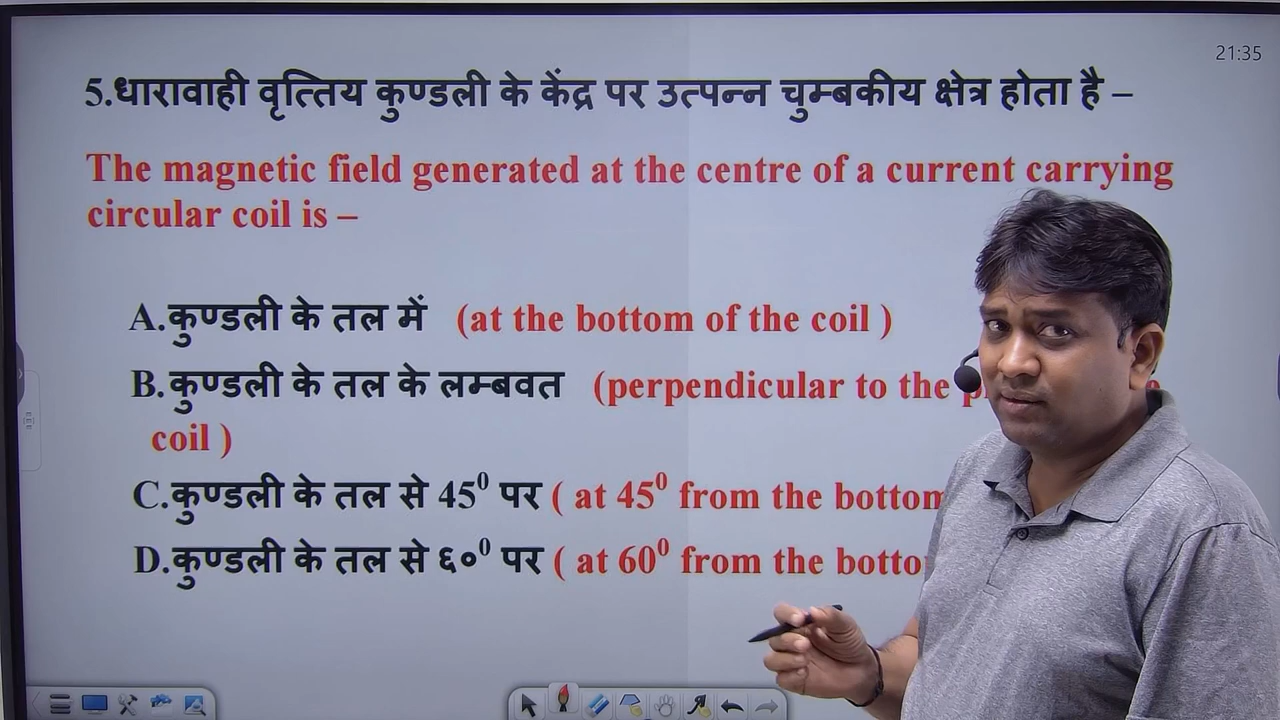 21:35
5.धारावाही वृत्तिय कुण्डली के केंद्र पर उत्पन्न चुम्बकीय क्षेत्र होता है –
The magnetic field generated at the centre of a current carrying
circular coil is –
A.कुण्डली के तल में (at the bottom of the coil )
B.कुण्डली के तल के लम्बवत (perpendicular to the
coil )
C.कुण्डली के तल से 45⁰ पर ( at 45⁰ from the bottom
D.कुण्डली के तल से ६०⁰ पर ( at 60⁰ from the